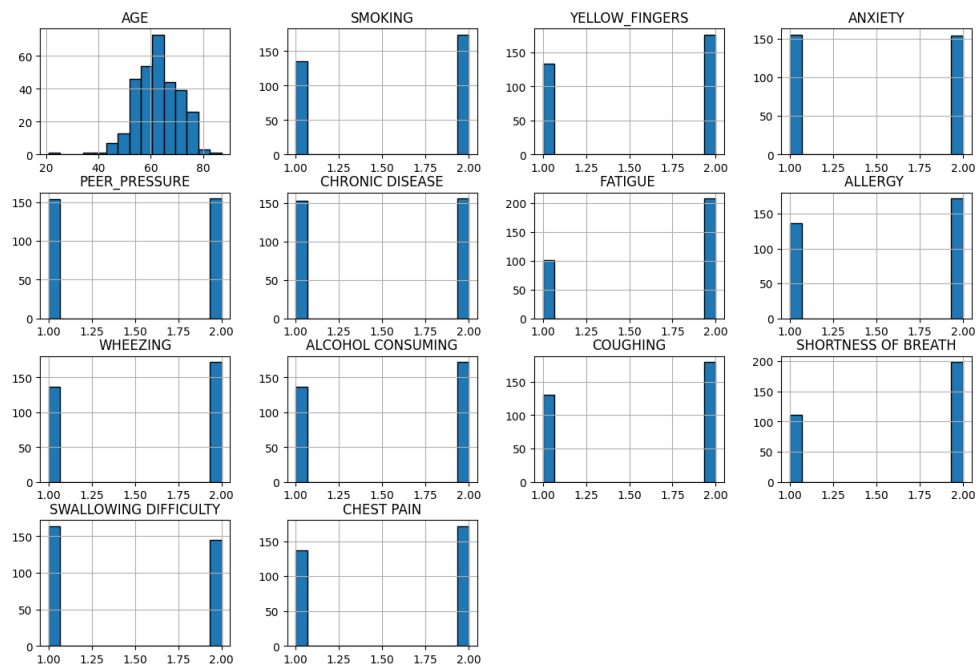 AGE
60
40
20
0
20 40 60 80
SMOKING
150
100
50
0
1.00 1.25 1.50 1.75 2.00
YELLOW_FINGERS
150
100
50
0
1.00 1.25 1.50 1.75 2.00
ANXIETY
150
100
50
0
1.00 1.25 1.50 1.75 2.00
PEER_PRESSURE
150
100
50
0
1.00 1.25 1.50 1.75 2.00
CHRONIC DISEASE
150
100
50
0
1.00 1.25 1.50 1.75 2.00
FATIGUE
200
150
100
50
0
1.00 1.25 1.50 1.75 2.00
ALLERGY
150
100
50
0
1.00 1.25 1.50 1.75 2.00
WHEEZING
150
100
50
0
1.00 1.25 1.50 1.75 2.00
ALCOHOL CONSUMING
150
100
50
0
1.00 1.25 1.50 1.75 2.00
COUGHING
150
100
50
0
1.00 1.25 1.50 1.75 2.00
SHORTNESS OF BREATH
200
150
100
50
0
1.00 1.25 1.50 1.75 2.00
SWALLOWING DIFFICULTY
150
100
50
0
1.00 1.25 1.50 1.75 2.00
CHEST PAIN
150
100
50
0
1.00 1.25 1.50 1.75 2.00